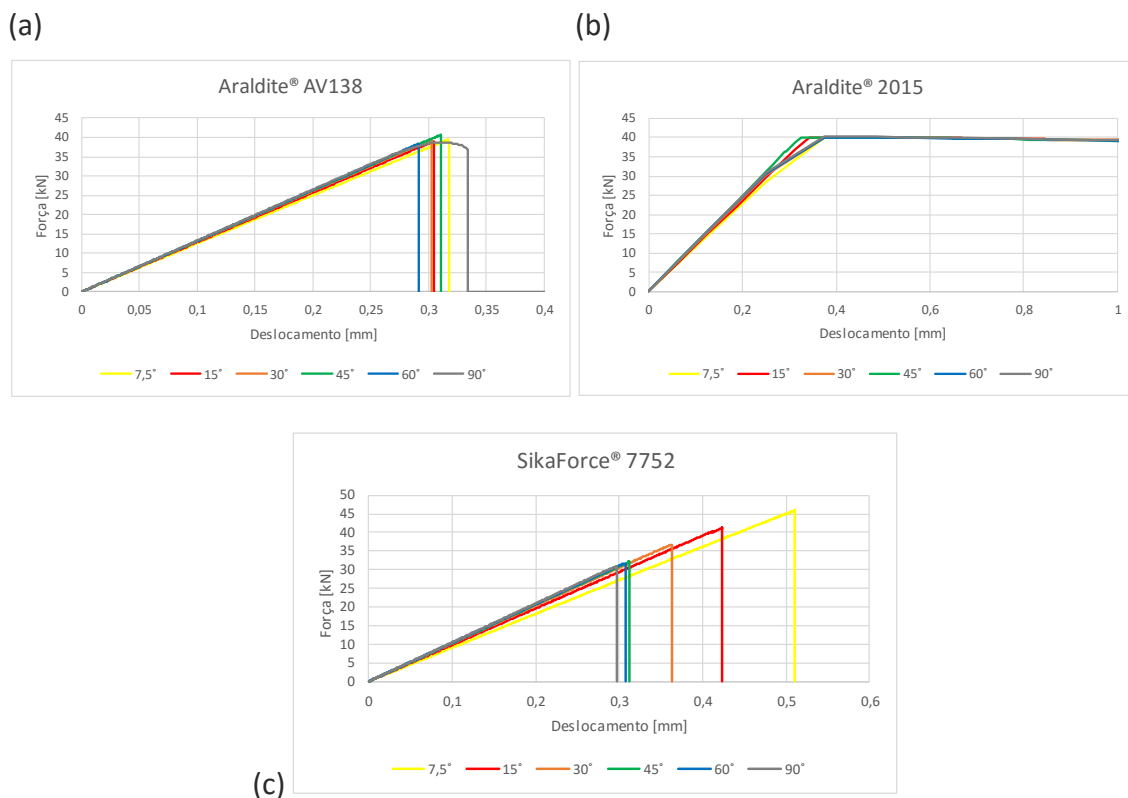 (a)
(b)
Araldite® AV138
45
40
35
30
25
20
15
10
5
0
Força [kN]
0 0,05 0,1 0,15 0,2 0,25 0,3 0,35 0,4
Deslocamento [mm]
7,5˚ 15˚ 30˚ 45˚ 60˚ 90˚
Araldite® 2015
45
40
35
30
25
20
15
10
5
0
Força [kN]
0 0,2 0,4 0,6 0,8 1
Deslocamento [mm]
7,5˚ 15˚ 30˚ 45˚ 60˚ 90˚
SikaForce® 7752
50
45
40
35
30
25
20
15
10
5
0
Força [kN]
0 0,1 0,2 0,3 0,4 0,5 0,6
Deslocamento [mm]
7,5˚ 15˚ 30˚ 45˚ 60˚ 90˚
(c)